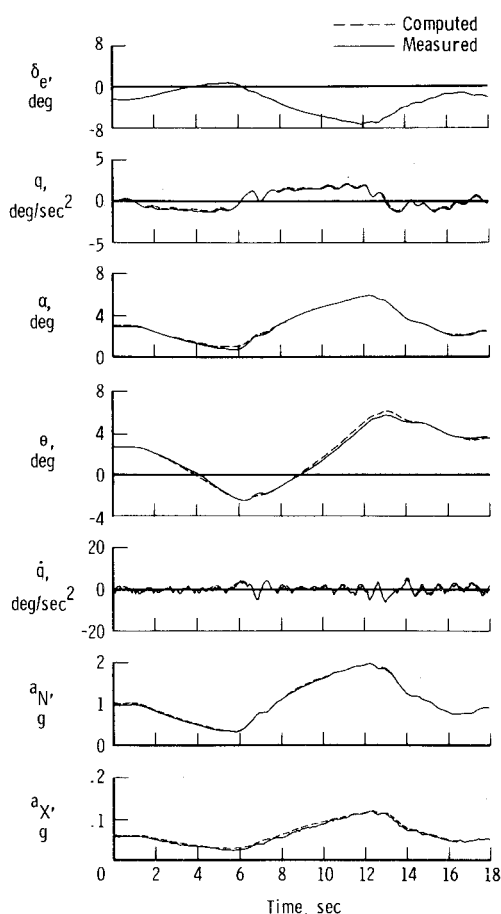 Computed
Measured
δe,
deg
8
0
-8
q,
deg/sec2
5
0
-5
α,
deg
8
4
0
θ,
deg
8
4
0
-4
q̇,
deg/sec2
20
0
-20
aN,
g
2
1
0
aX,
g
.2
.1
0 2 4 6 8 10 12 14 16 18
Time, sec